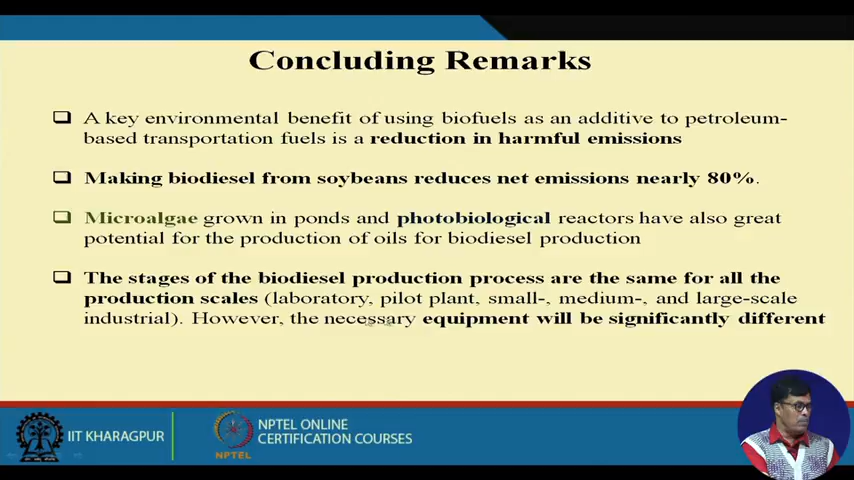 Concluding Remarks
A key environmental benefit of using biofuels as an additive to petroleum-
based transportation fuels is a reduction in harmful emissions
Making biodiesel from soybeans reduces net emissions nearly 80%.
Microalgae grown in ponds and photobiological reactors have also great
potential for the production of oils for biodiesel production
The stages of the biodiesel production process are the same for all the
production scales (laboratory, pilot plant, small-, medium-, and large-scale
industrial). However, the necessary equipment will be significantly different
IIT KHARAGPUR
NPTEL
NPTEL ONLINE
CERTIFICATION COURSES